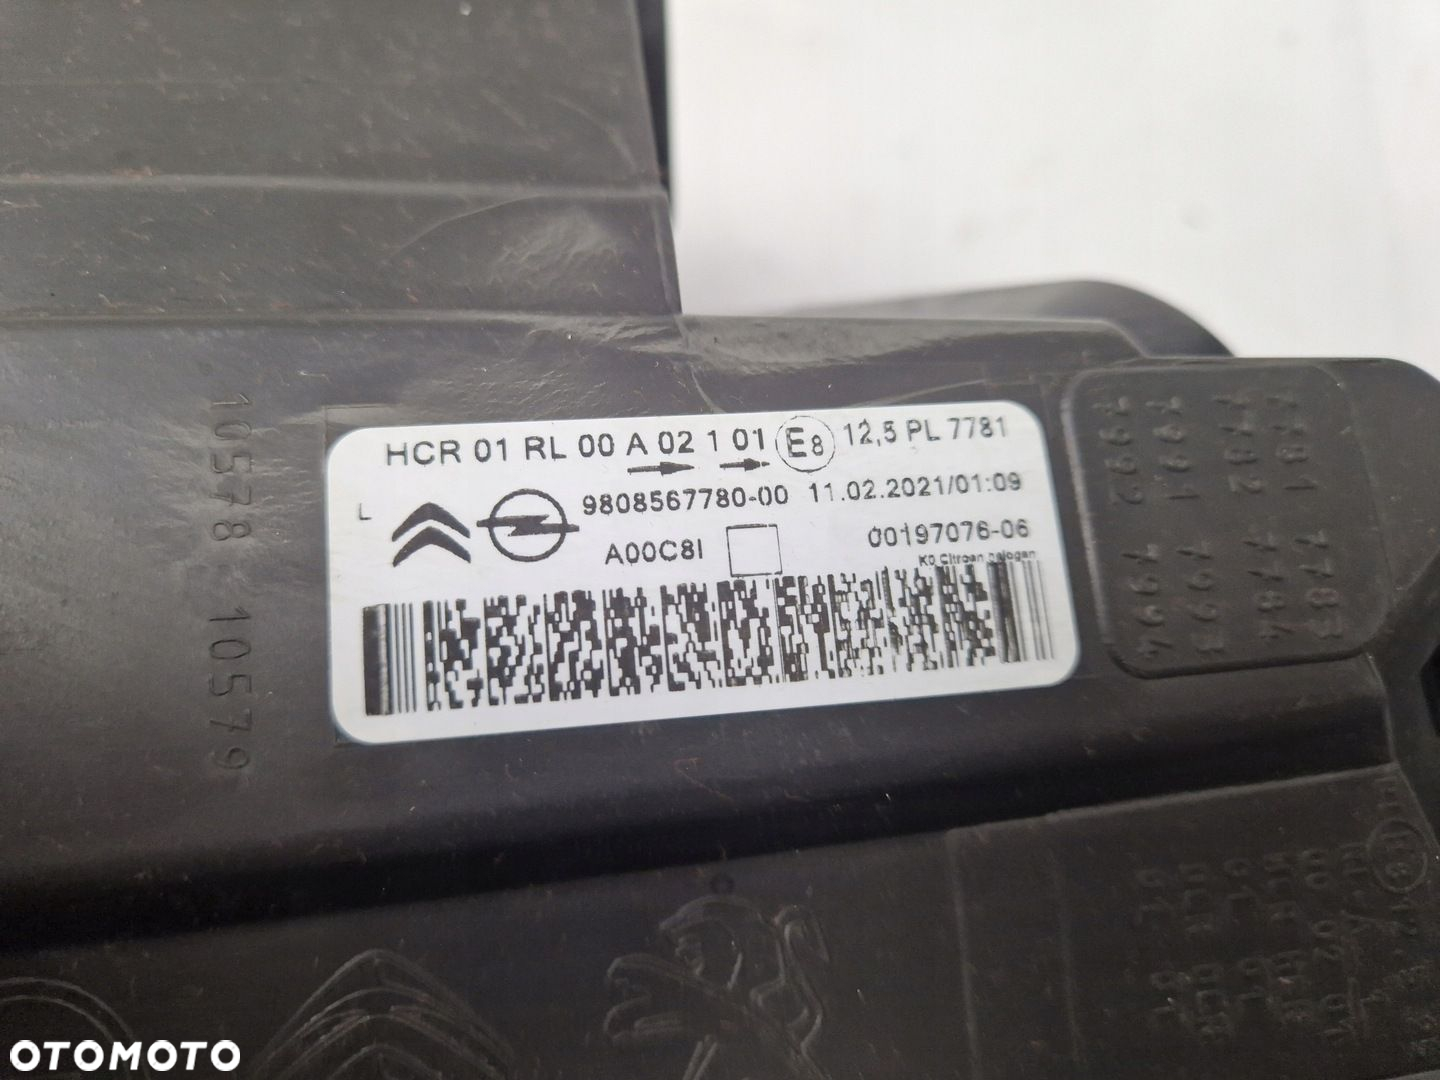 HCR 01 RL 00 A 02 1 01 E8 12,5 PL 7781
L
9808567780-00 11.02.2021/01:09
A00C8I 00197076-06
K0 Citroen halogan
10578 10579
7781 7783
7782 7784
7991 7993
7992 7994
OTOMOTO